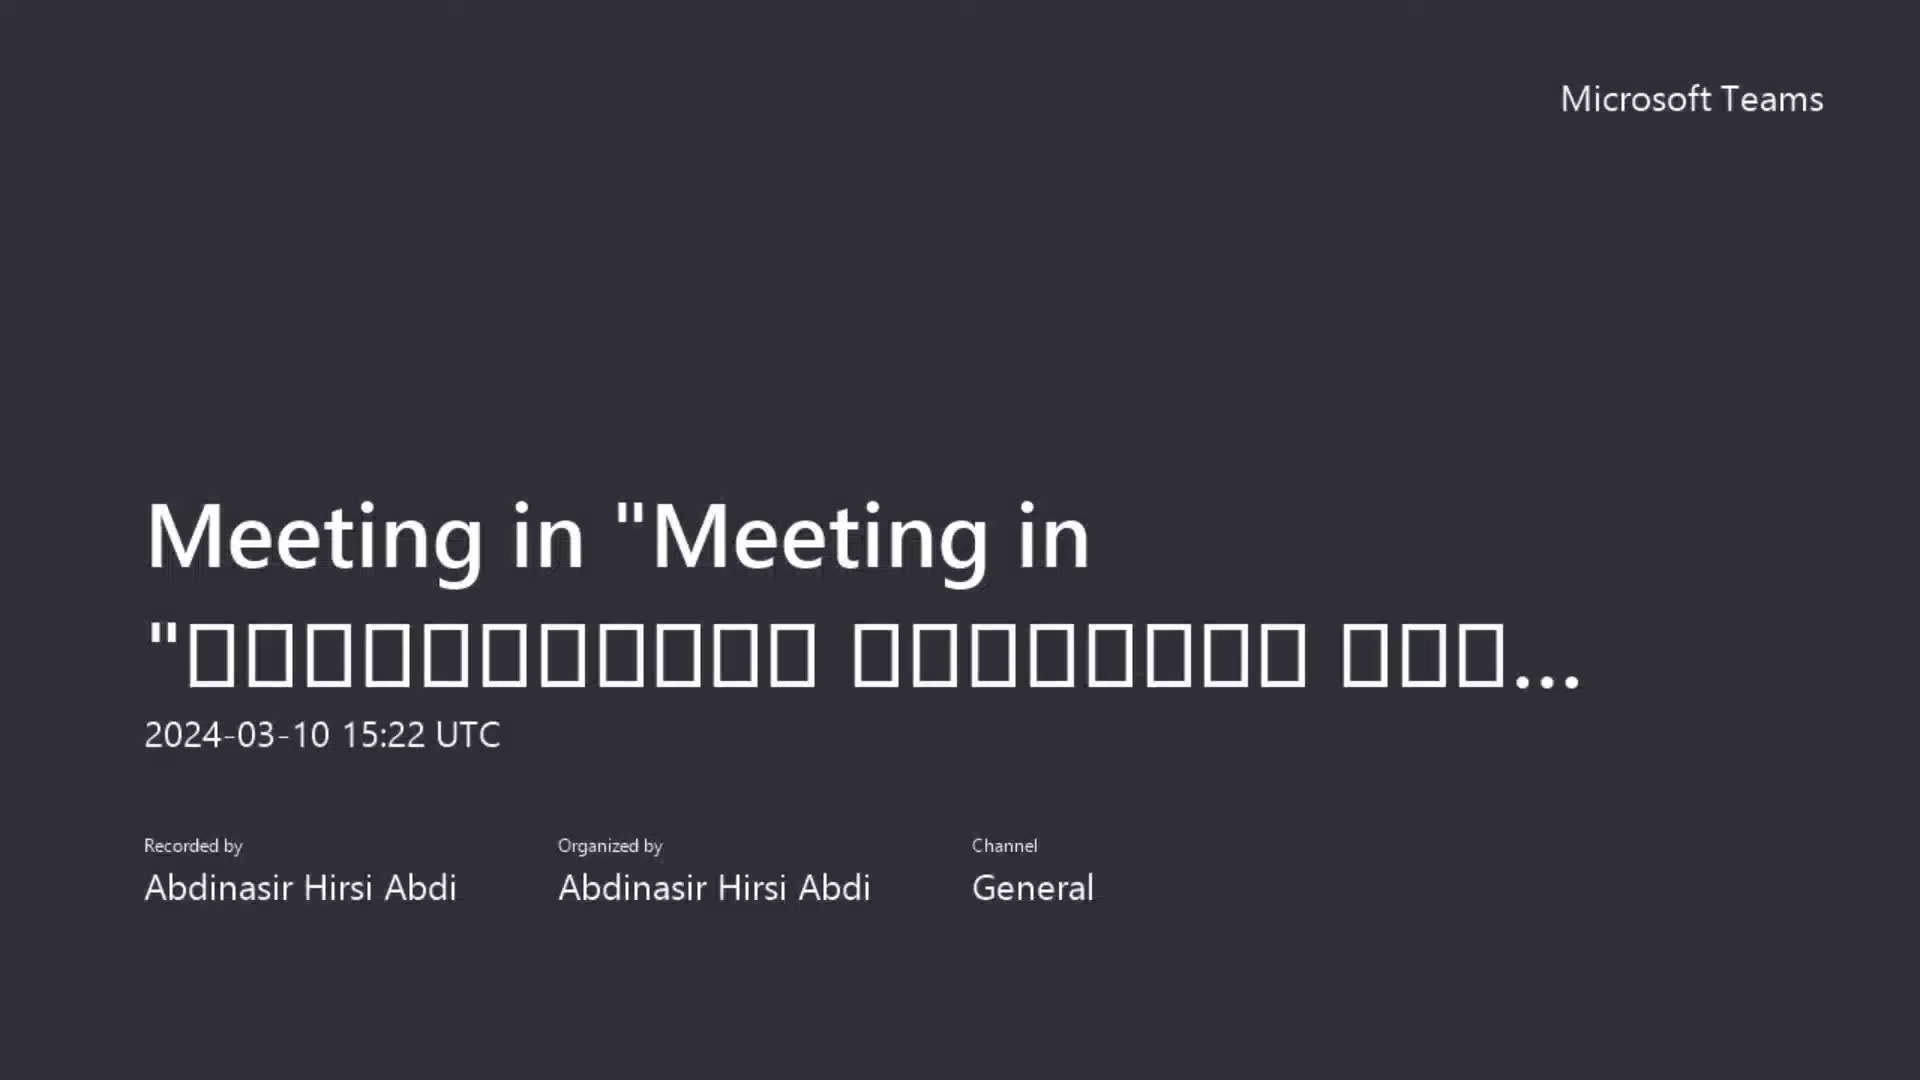 Microsoft Teams
Meeting in "Meeting in
"▯▯▯▯▯▯▯▯▯▯▯ ▯▯▯▯▯▯▯▯ ▯▯▯...
2024-03-10 15:22 UTC
Recorded by
Organized by
Channel
Abdinasir Hirsi Abdi
Abdinasir Hirsi Abdi
General